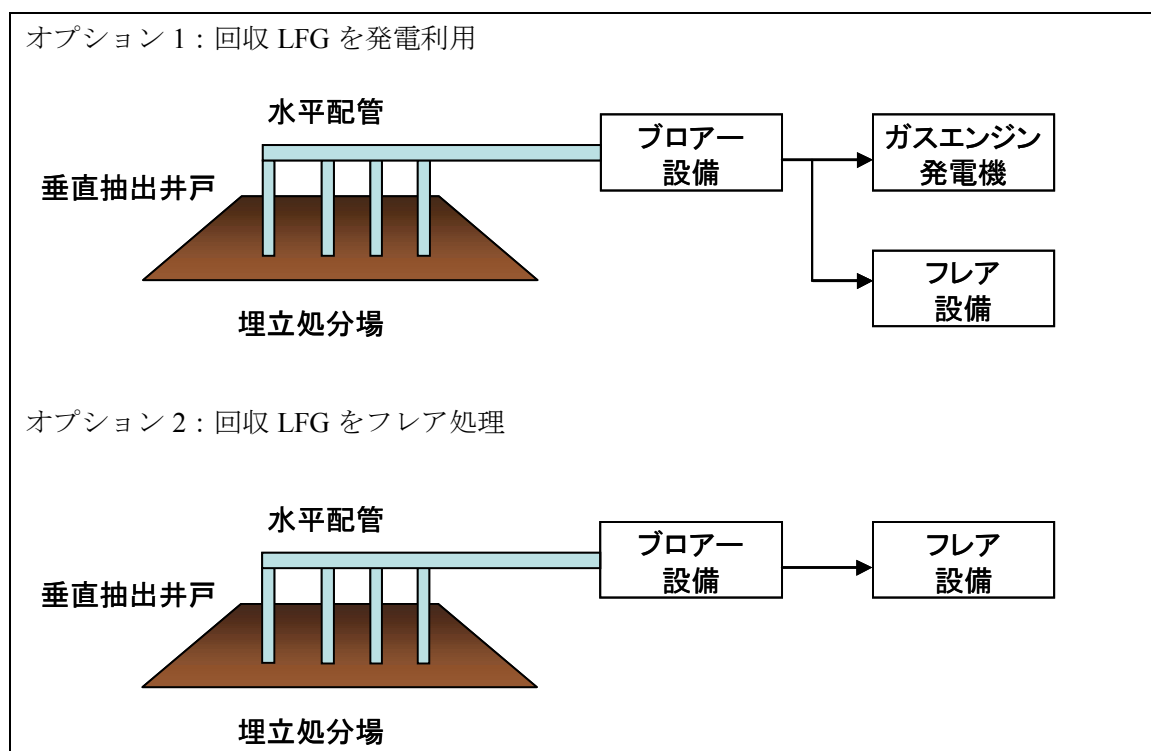 オプション 1：回収 LFG を発電利用
水平配管
垂直抽出井戸
埋立処分場
ブロアー
設備
ガスエンジン
発電機
フレア
設備
オプション 2：回収 LFG をフレア処理
水平配管
垂直抽出井戸
埋立処分場
ブロアー
設備
フレア
設備